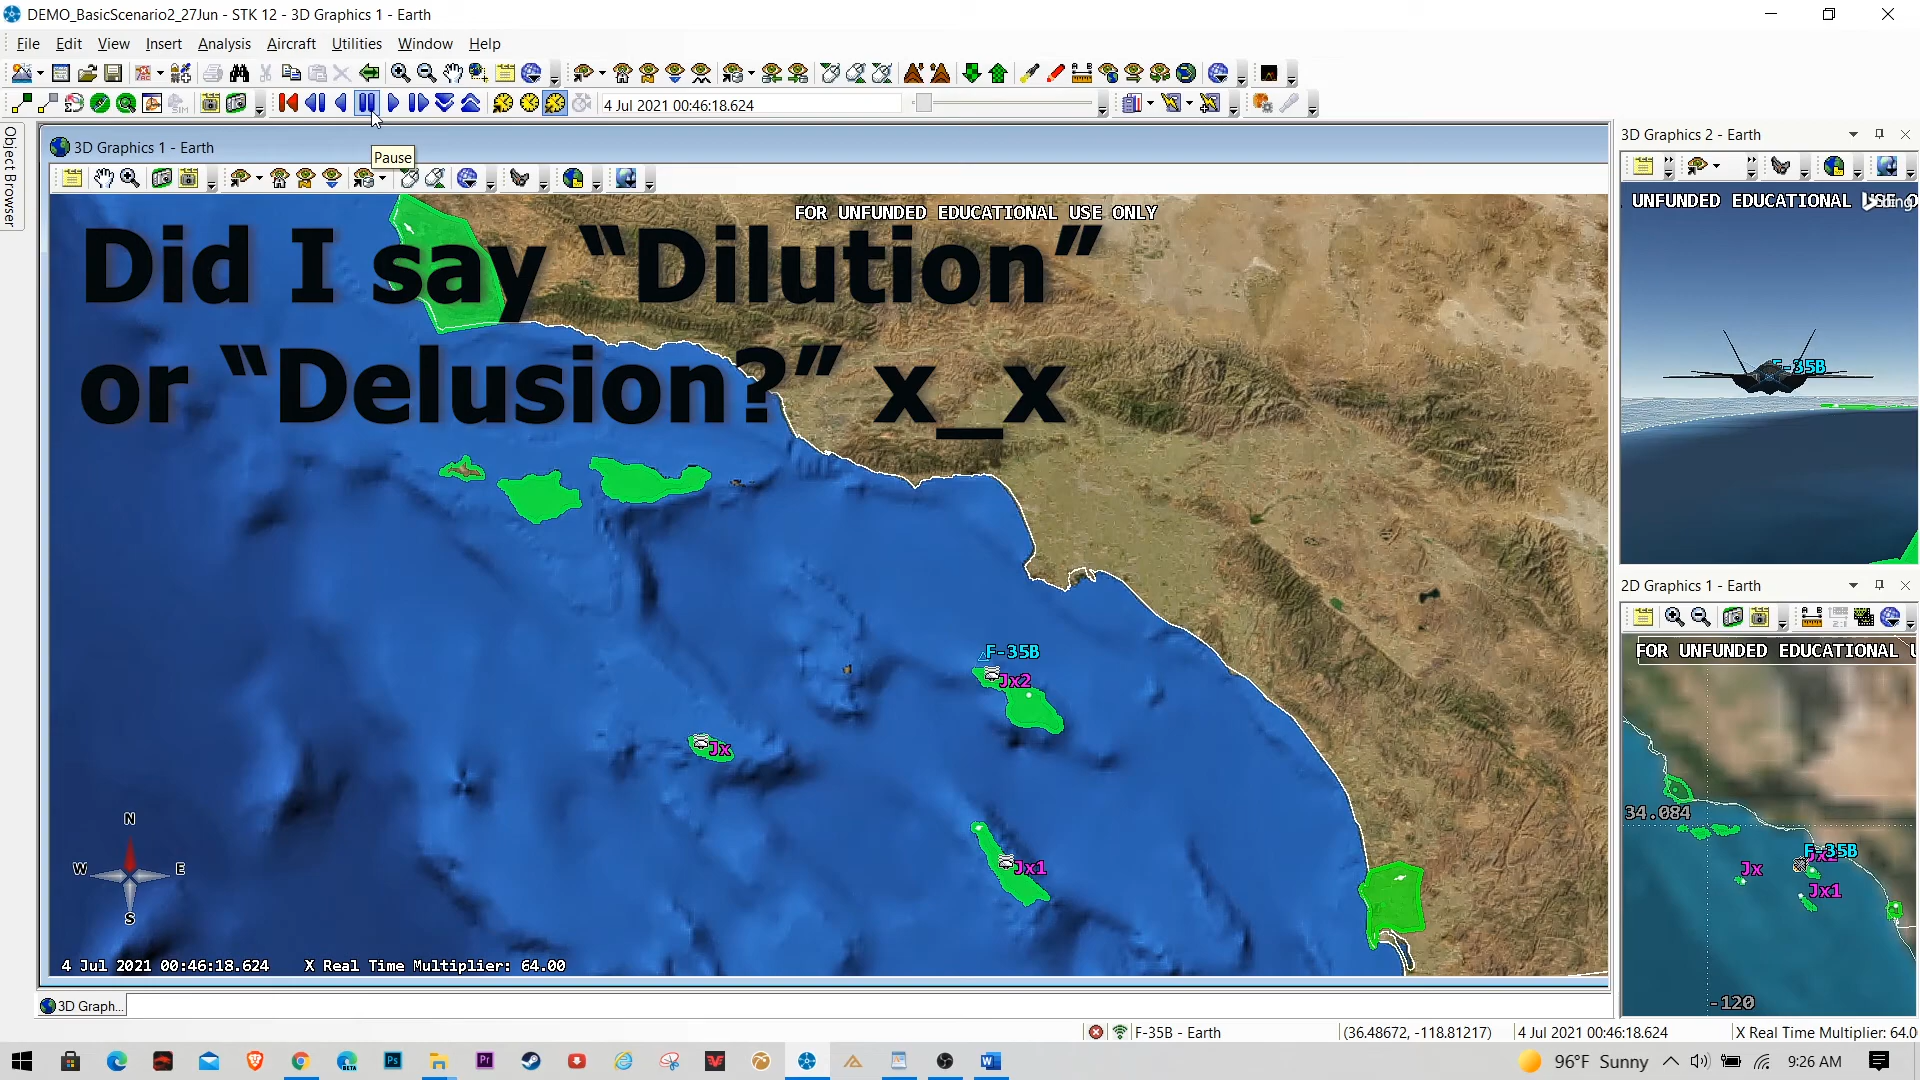 DEMO_BasicScenario2_27Jun - STK 12 - 3D Graphics 1 - Earth
File Edit View Insert Analysis Aircraft Utilities Window Help
4 Jul 2021 00:46:18.624
Object Browser
3D Graphics 1 - Earth
Pause
FOR UNFUNDED EDUCATIONAL USE ONLY
Did I say “Dilution”
or “Delusion?” x_x
F-35B
Jx2
Jx
Jx1
N
W E
S
4 Jul 2021 00:46:18.624 X Real Time Multiplier: 64.00
3D Graphics 2 - Earth
UNFUNDED EDUCATIONAL
F-35B
2D Graphics 1 - Earth
FOR UNFUNDED EDUCATIONAL U
34.084
F-35B
Jx
Jx1
-120
3D Graph...
F-35B - Earth (36.48672, -118.81217) 4 Jul 2021 00:46:18.624 X Real Time Multiplier: 64.0
96°F Sunny 9:26 AM